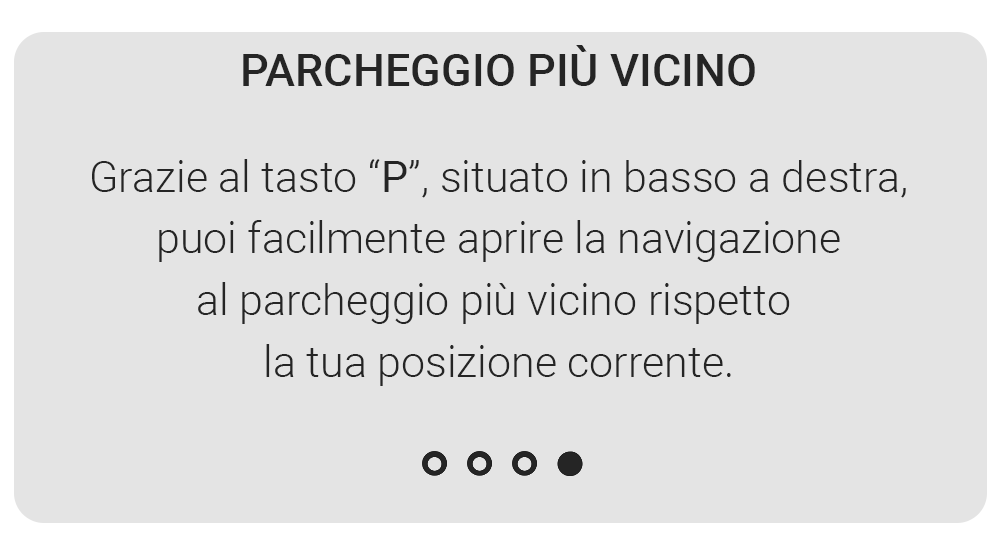 PARCHEGGIO PIÙ VICINO
Grazie al tasto “P”, situato in basso a destra,
puoi facilmente aprire la navigazione
al parcheggio più vicino rispetto
la tua posizione corrente.